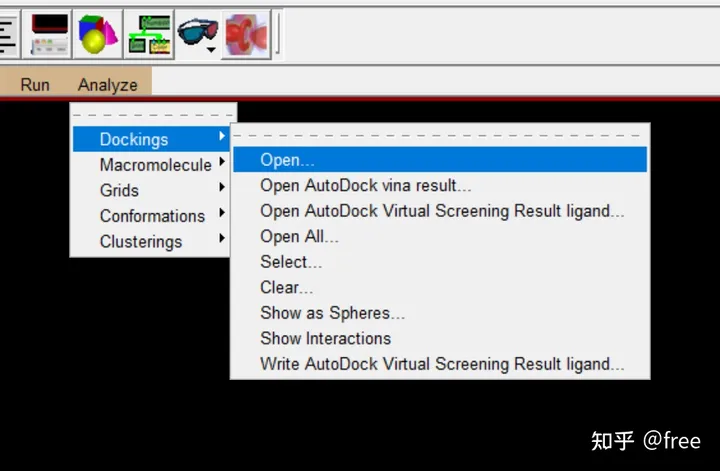 Run Analyze
Dockings
Macromolecule
Grids
Conformations
Clusterings
Open...
Open AutoDock vina result...
Open AutoDock Virtual Screening Result ligand...
Open All...
Select...
Clear...
Show as Spheres...
Show Interactions
Write AutoDock Virtual Screening Result ligand...
知乎 @free